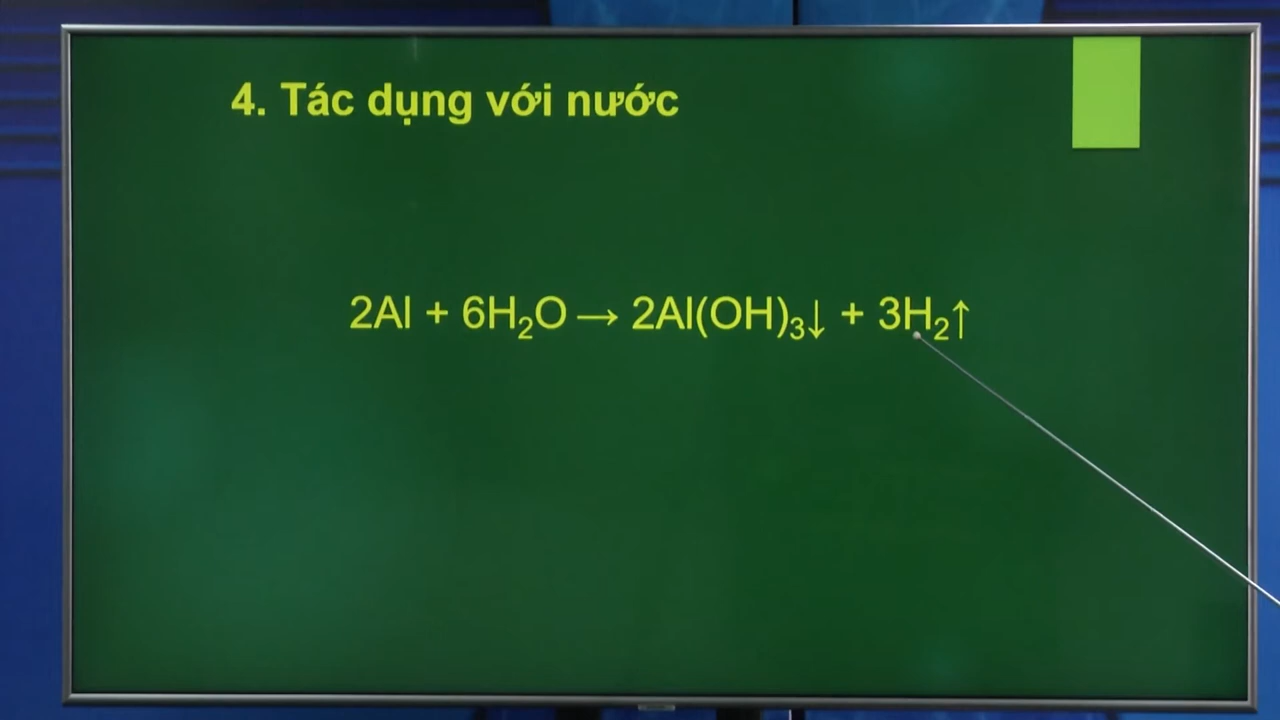 4. Tác dụng với nước
2Al + 6H₂O → 2Al(OH)₃↓ + 3H₂↑